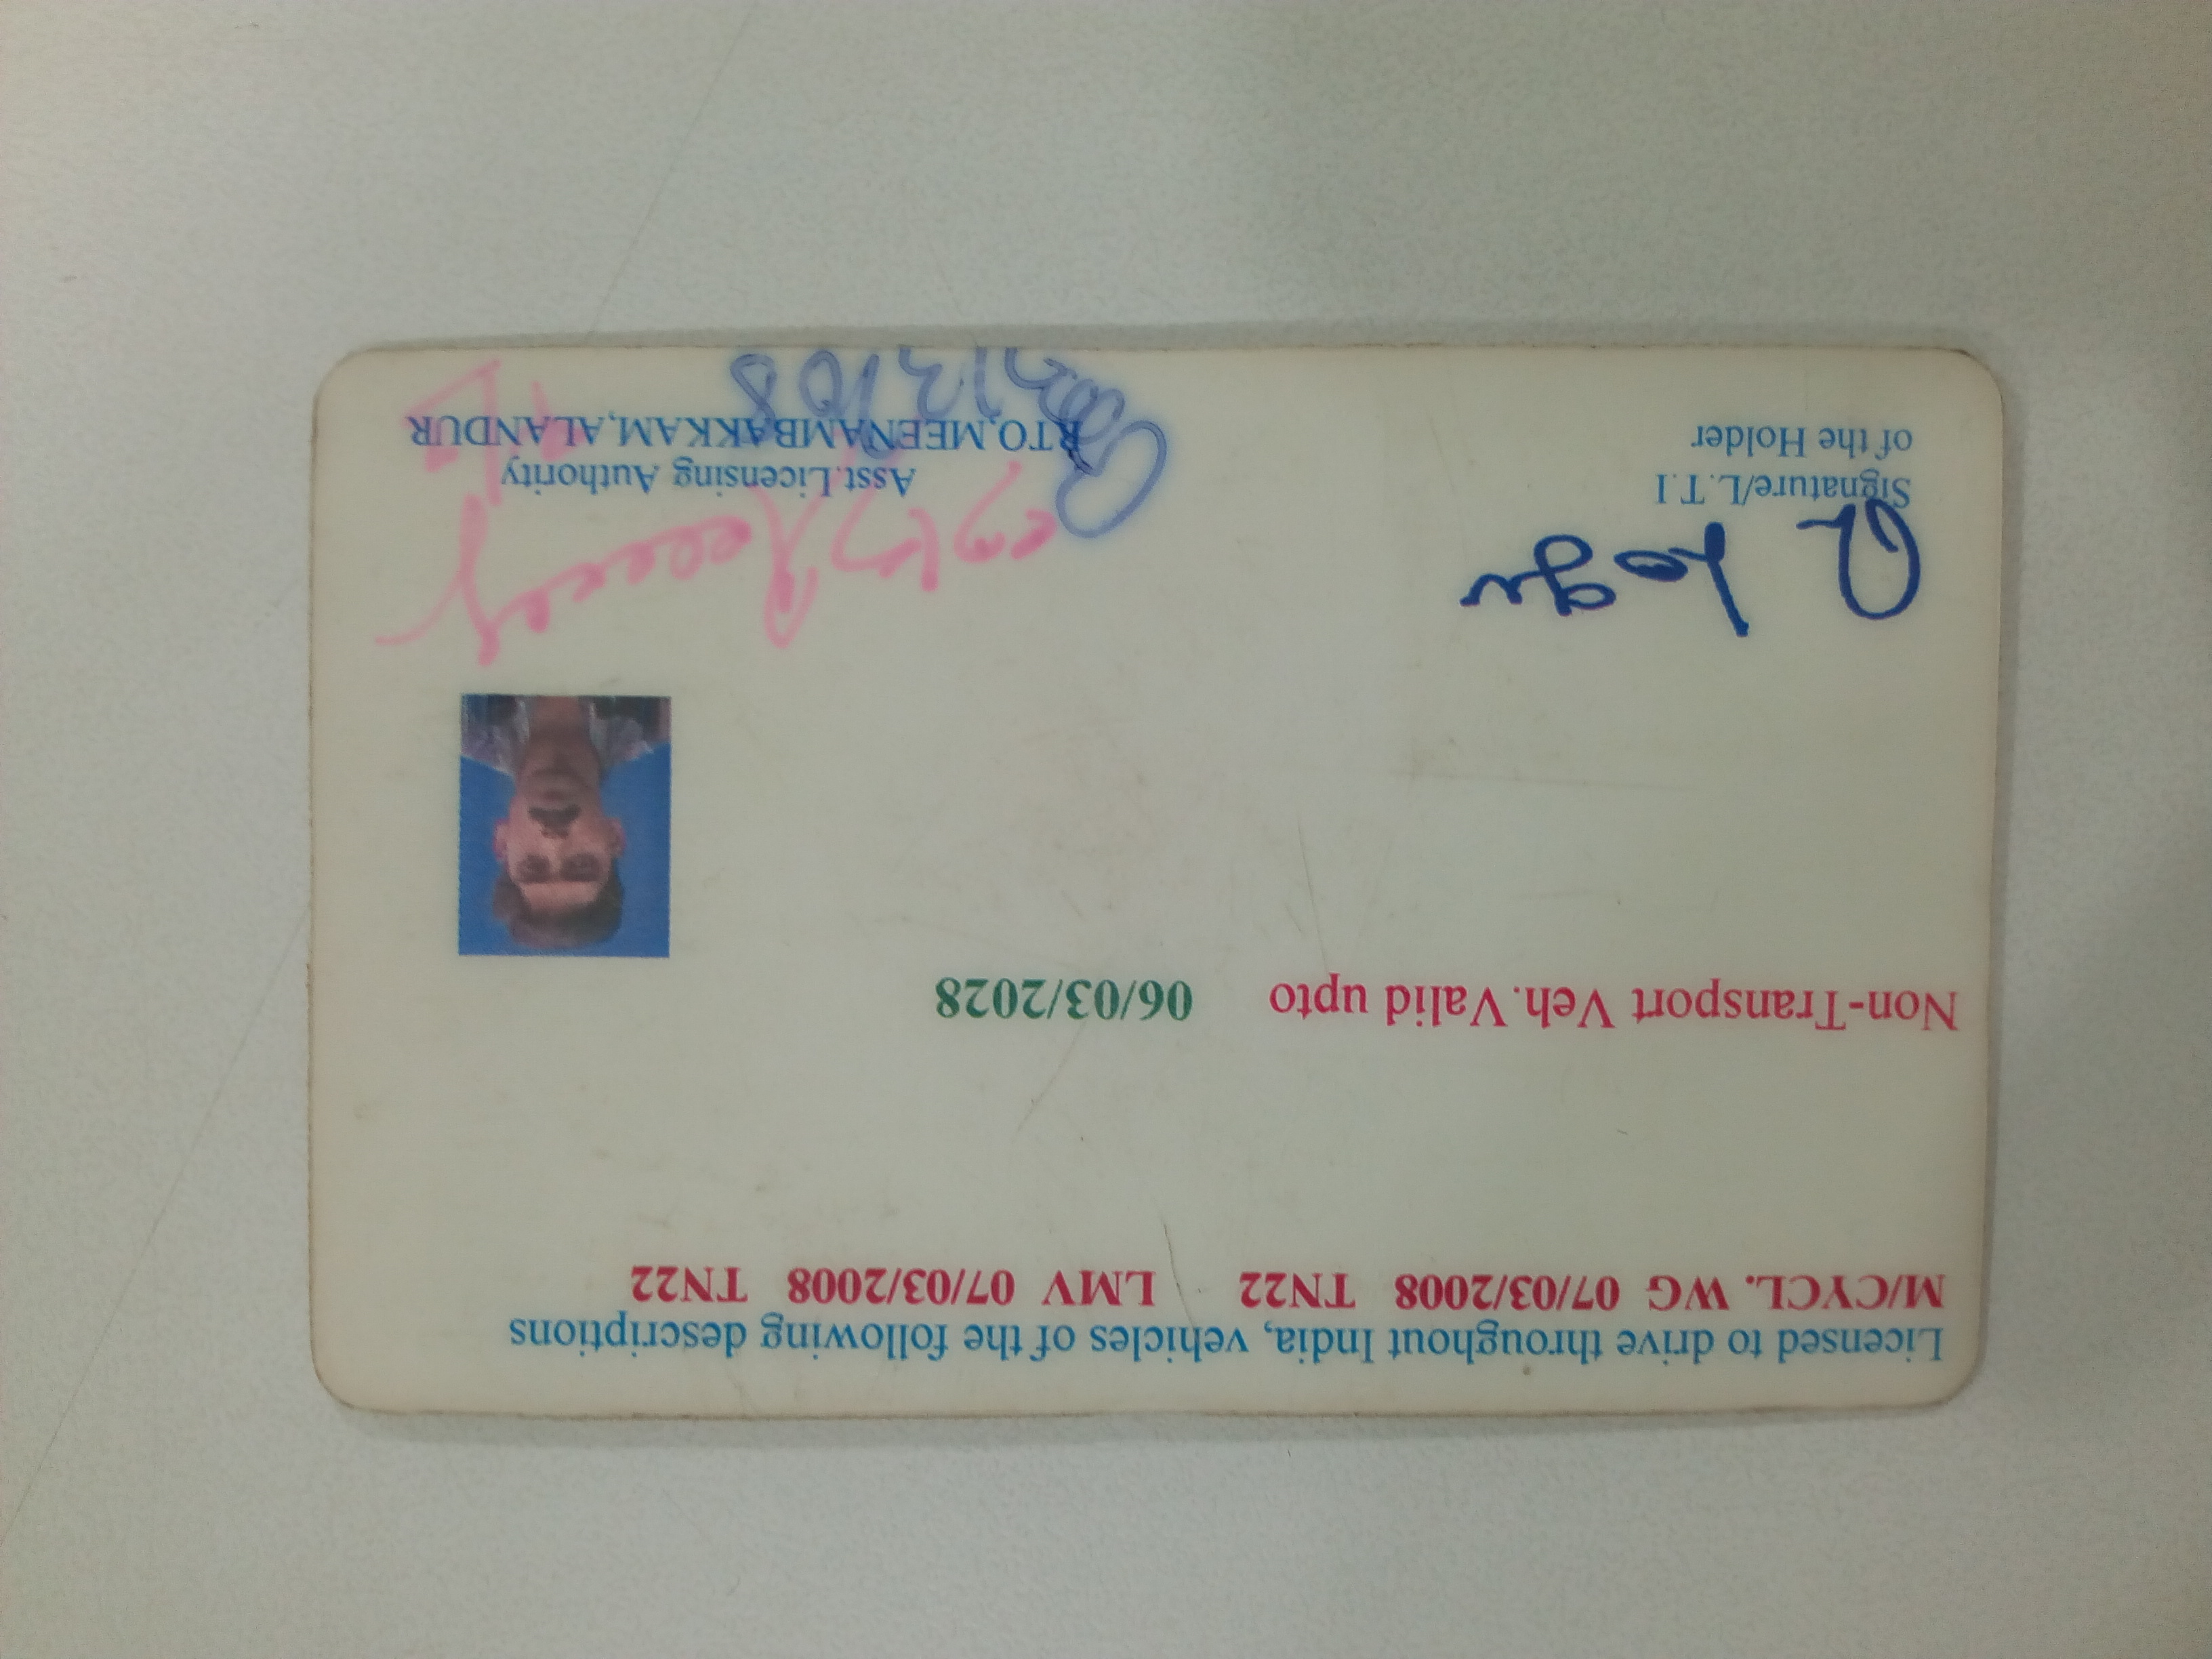 Licensed to drive throughout India, vehicles of the following descriptions
M/CYCL. WG 07/03/2008 TN22 LMV 07/03/2008 TN22
Non-Transport Veh. Valid upto 06/03/2028
Signature/L.T.I
of the Holder
Asst.Licensing Authority
RTO,MEENAMBAKKAM,ALANDUR